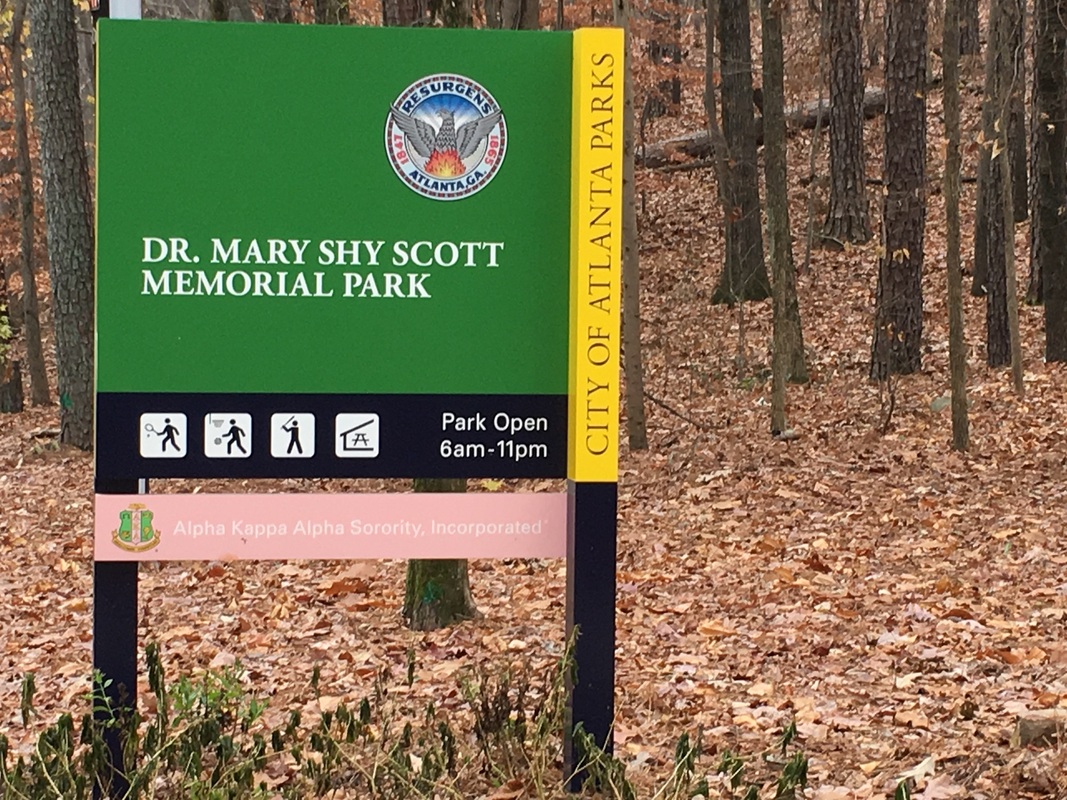 RESURGENS
1847 1865
ATLANTA, GA.
DR. MARY SHY SCOTT
MEMORIAL PARK
Park Open
6am-11pm
Alpha Kappa Alpha Sorority, Incorporated
CITY OF ATLANTA PARKS